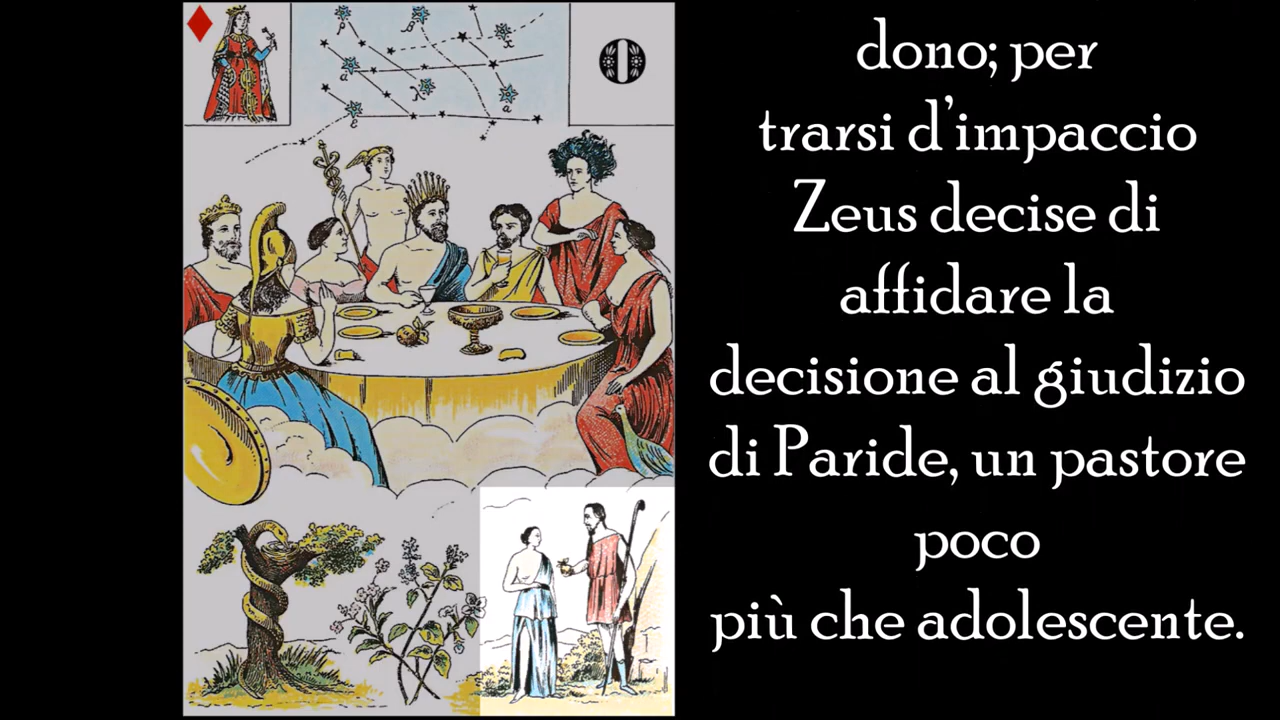 O
dono; per
trarsi d'impaccio
Zeus decise di
affidare la
decisione al giudizio
di Paride, un pastore
poco
più che adolescente.